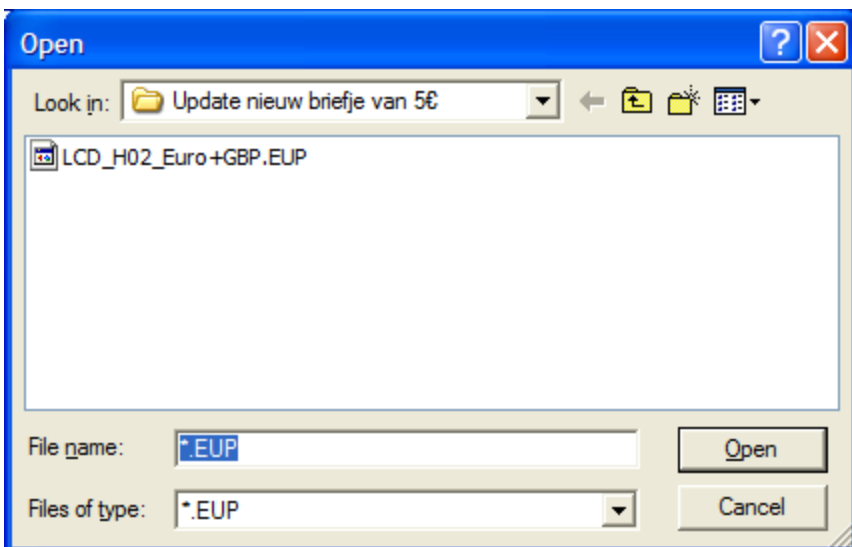 Open
Look in: Update nieuw briefje van 5€
LCD_H02_Euro+GBP.EUP
File name: *.EUP Open
Files of type: *.EUP Cancel